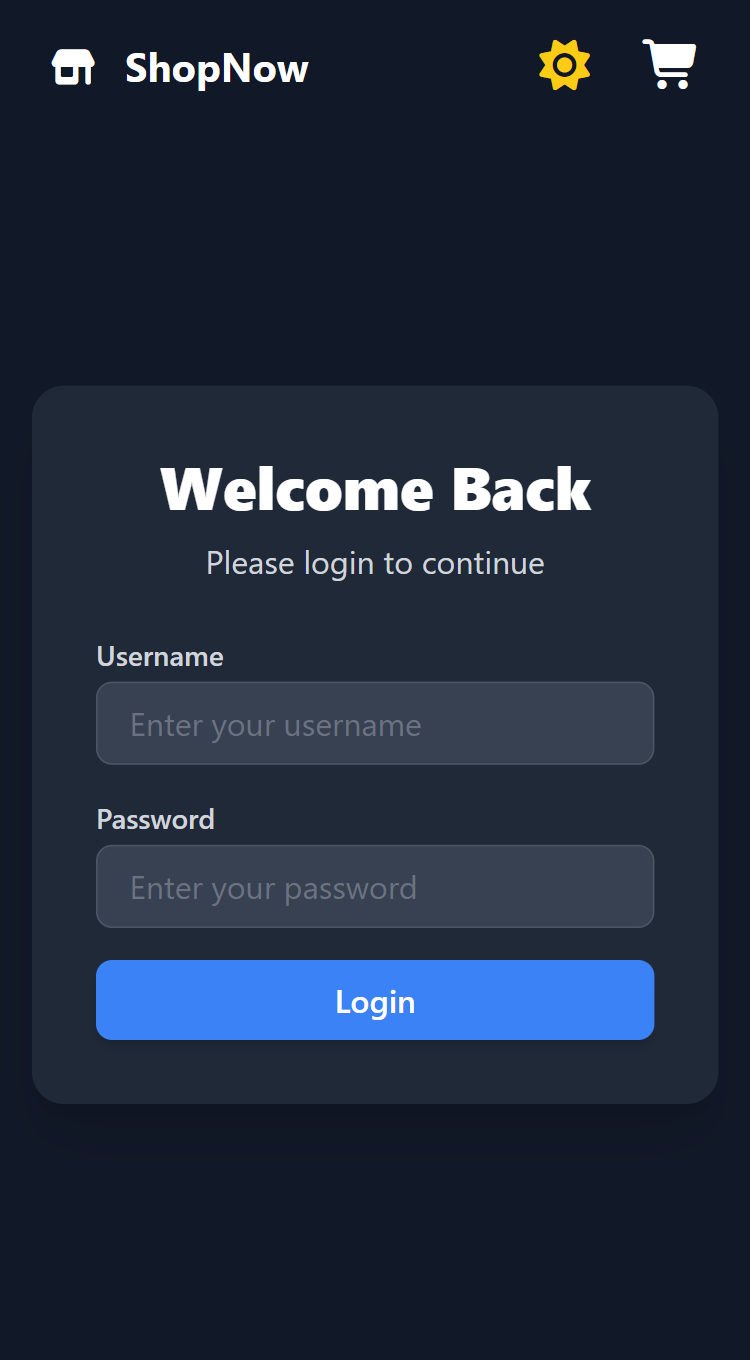 ShopNow
Welcome Back
Please login to continue
Username
Enter your username
Password
Enter your password
Login